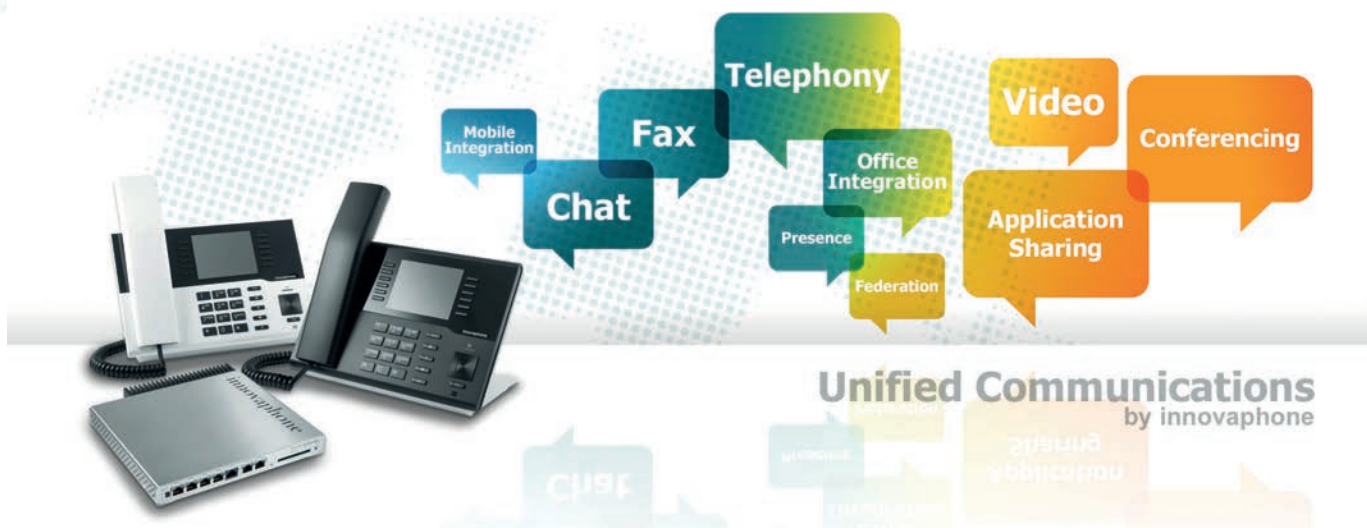 Telephony
Video
Conferencing
Mobile
Integration
Fax
Office
Integration
Chat
Application
Sharing
Presence
Federation
innovaphone
Unified Communications
by innovaphone